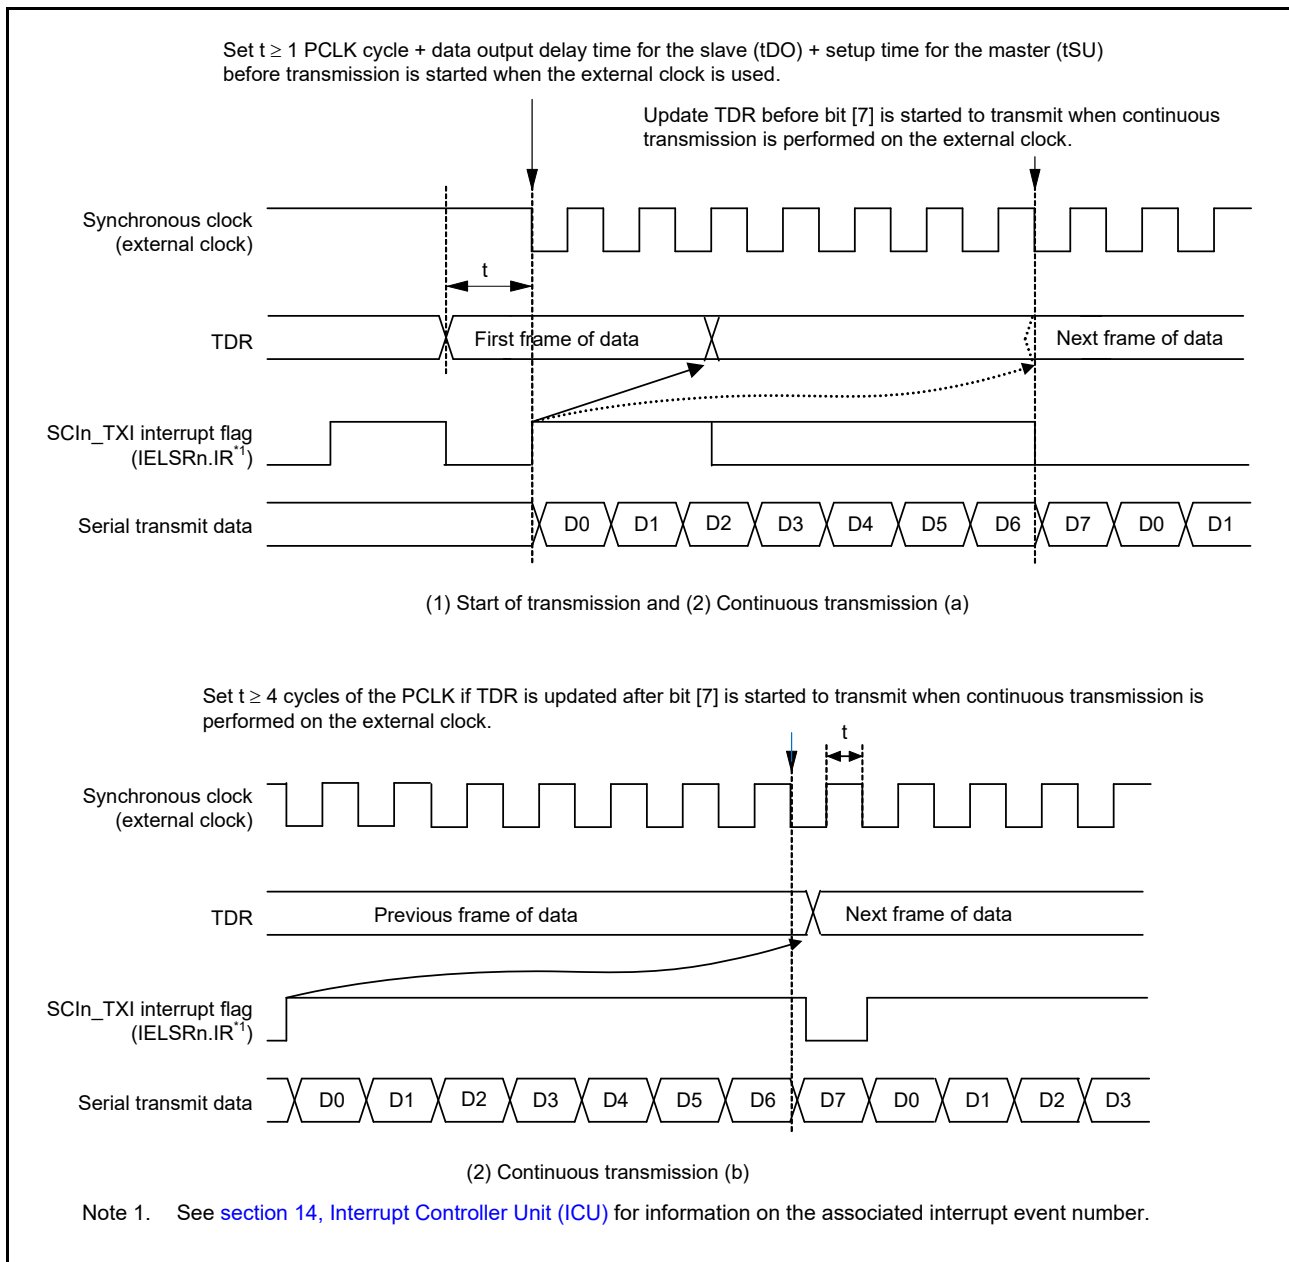 Set t ≥ 1 PCLK cycle + data output delay time for the slave (tDO) + setup time for the master (tSU)
before transmission is started when the external clock is used.
Update TDR before bit [7] is started to transmit when continuous
transmission is performed on the external clock.
Synchronous clock
(external clock)
t
TDR
First frame of data
Next frame of data
SCIn_TXI interrupt flag
(IELSRn.IR*1)
Serial transmit data
D0 D1 D2 D3 D4 D5 D6 D7 D0 D1
(1) Start of transmission and (2) Continuous transmission (a)
Set t ≥ 4 cycles of the PCLK if TDR is updated after bit [7] is started to transmit when continuous transmission is
performed on the external clock.
t
Synchronous clock
(external clock)
TDR
Previous frame of data
Next frame of data
SCIn_TXI interrupt flag
(IELSRn.IR*1)
Serial transmit data
D0 D1 D2 D3 D4 D5 D6 D7 D0 D1 D2 D3
(2) Continuous transmission (b)
Note 1. See section 14, Interrupt Controller Unit (ICU) for information on the associated interrupt event number.